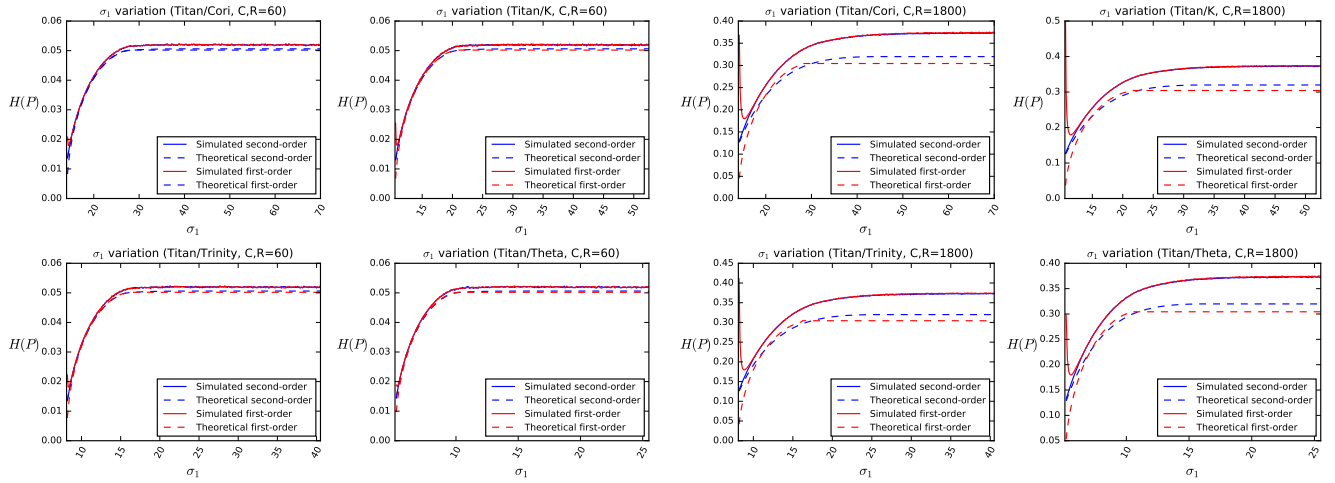 σ1 variation (Titan/Cori, C,R=60)
H(P)
0.06
0.05
0.04
0.03
0.02
0.01
0.00
Simulated second-order
Theoretical second-order
Simulated first-order
Theoretical first-order
20 30 40 50 60 70
σ1
σ1 variation (Titan/K, C,R=60)
H(P)
0.06
0.05
0.04
0.03
0.02
0.01
0.00
Simulated second-order
Theoretical second-order
Simulated first-order
Theoretical first-order
15 20 25 30 35 40 45 50
σ1
σ1 variation (Titan/Cori, C,R=1800)
H(P)
0.40
0.35
0.30
0.25
0.20
0.15
0.10
0.05
0.00
Simulated second-order
Theoretical second-order
Simulated first-order
Theoretical first-order
20 30 40 50 60 70
σ1
σ1 variation (Titan/K, C,R=1800)
H(P)
0.5
0.4
0.3
0.2
0.1
0.0
Simulated second-order
Theoretical second-order
Simulated first-order
Theoretical first-order
15 20 25 30 35 40 45 50
σ1
σ1 variation (Titan/Trinity, C,R=60)
H(P)
0.06
0.05
0.04
0.03
0.02
0.01
0.00
Simulated second-order
Theoretical second-order
Simulated first-order
Theoretical first-order
10 15 20 25 30 35 40
σ1
σ1 variation (Titan/Theta, C,R=60)
H(P)
0.06
0.05
0.04
0.03
0.02
0.01
0.00
Simulated second-order
Theoretical second-order
Simulated first-order
Theoretical first-order
10 15 20 25
σ1
σ1 variation (Titan/Trinity, C,R=1800)
H(P)
0.45
0.40
0.35
0.30
0.25
0.20
0.15
0.10
0.05
0.00
Simulated second-order
Theoretical second-order
Simulated first-order
Theoretical first-order
10 15 20 25 30 35 40
σ1
σ1 variation (Titan/Theta, C,R=1800)
H(P)
0.40
0.35
0.30
0.25
0.20
0.15
0.10
0.05
Simulated second-order
Theoretical second-order
Simulated first-order
Theoretical first-order
10 15 20 25
σ1